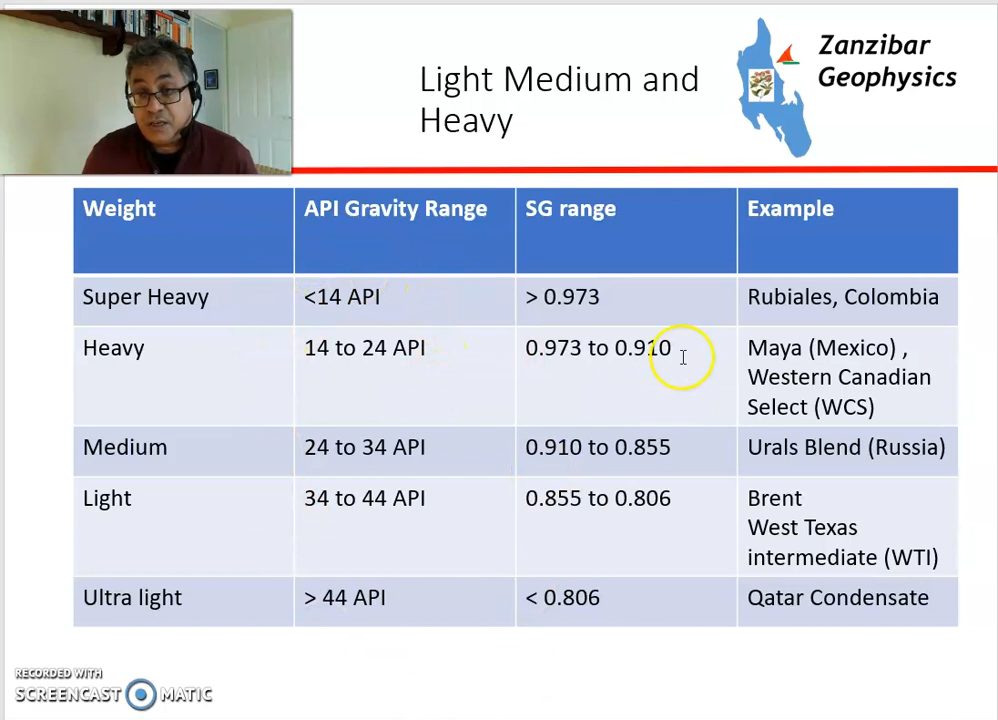 Light Medium and
Heavy
Zanzibar
Geophysics
Weight
API Gravity Range
SG range
Example
Super Heavy
<14 API
> 0.973
Rubiales, Colombia
Heavy
14 to 24 API
0.973 to 0.910
Maya (Mexico) ,
Western Canadian
Select (WCS)
Medium
24 to 34 API
0.910 to 0.855
Urals Blend (Russia)
Light
34 to 44 API
0.855 to 0.806
Brent
West Texas
intermediate (WTI)
Ultra light
> 44 API
< 0.806
Qatar Condensate
RECORDED WITH
SCREENCAST MATIC